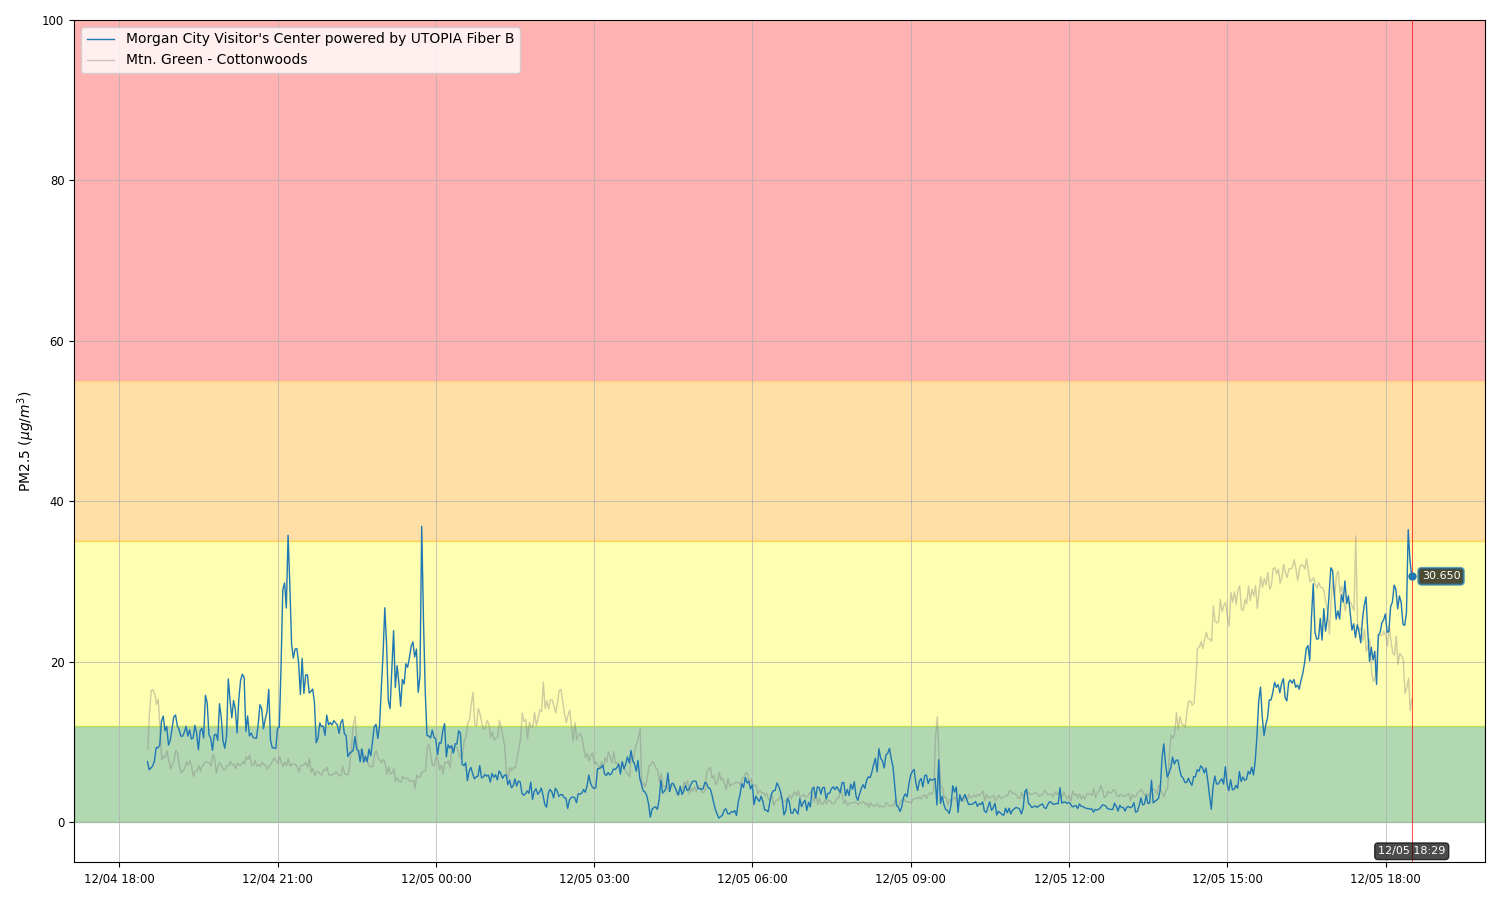 100
Morgan City Visitor's Center powered by UTOPIA Fiber B
Mtn. Green - Cottonwoods
80
60
PM2.5 (μg/m³)
40
30.650
20
0
12/05 18:29
12/04 18:00 12/04 21:00 12/05 00:00 12/05 03:00 12/05 06:00 12/05 09:00 12/05 12:00 12/05 15:00 12/05 18:00